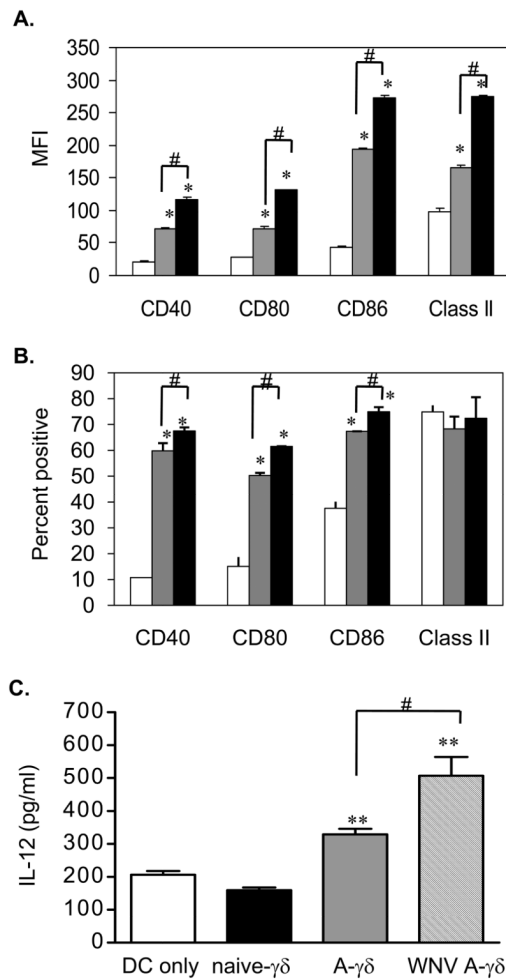 A.
350
300
250
200
150
100
50
0
MFI
# # # #
* * * * * * * *
CD40 CD80 CD86 Class II
B.
90
80
70
60
50
40
30
20
10
0
Percent positive
# # #
* * * * * *
CD40 CD80 CD86 Class II
C.
700
600
500
400
300
200
100
0
IL-12 (pg/ml)
#
** **
DC only naive-γδ A-γδ WNV A-γδ